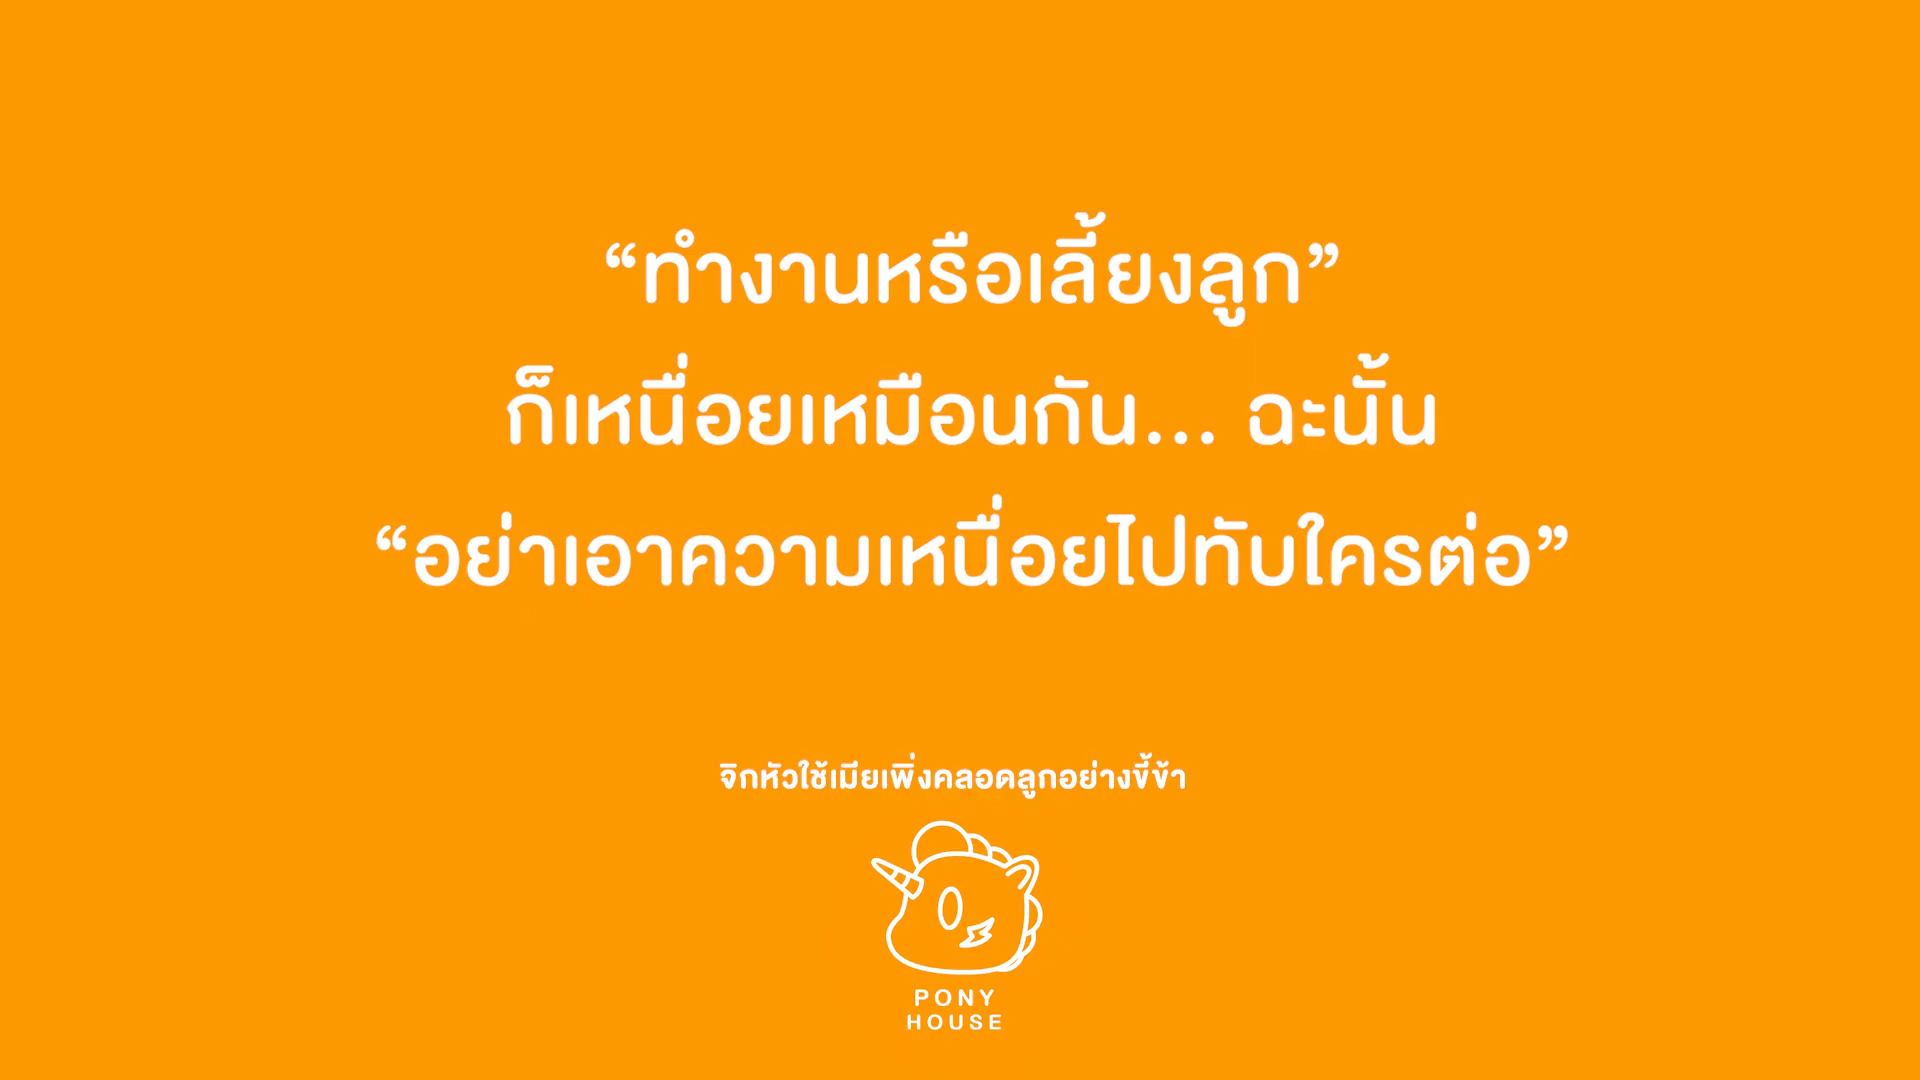 “ทำงานหรือเลี้ยงลูก”
ก็เหนื่อยเหมือนกัน... ฉะนั้น
“อย่าเอาความเหนื่อยไปทับใครต่อ”
จิกหัวใช้เมียเพิ่งคลอดลูกอย่างขี้ข้า
PONY
HOUSE